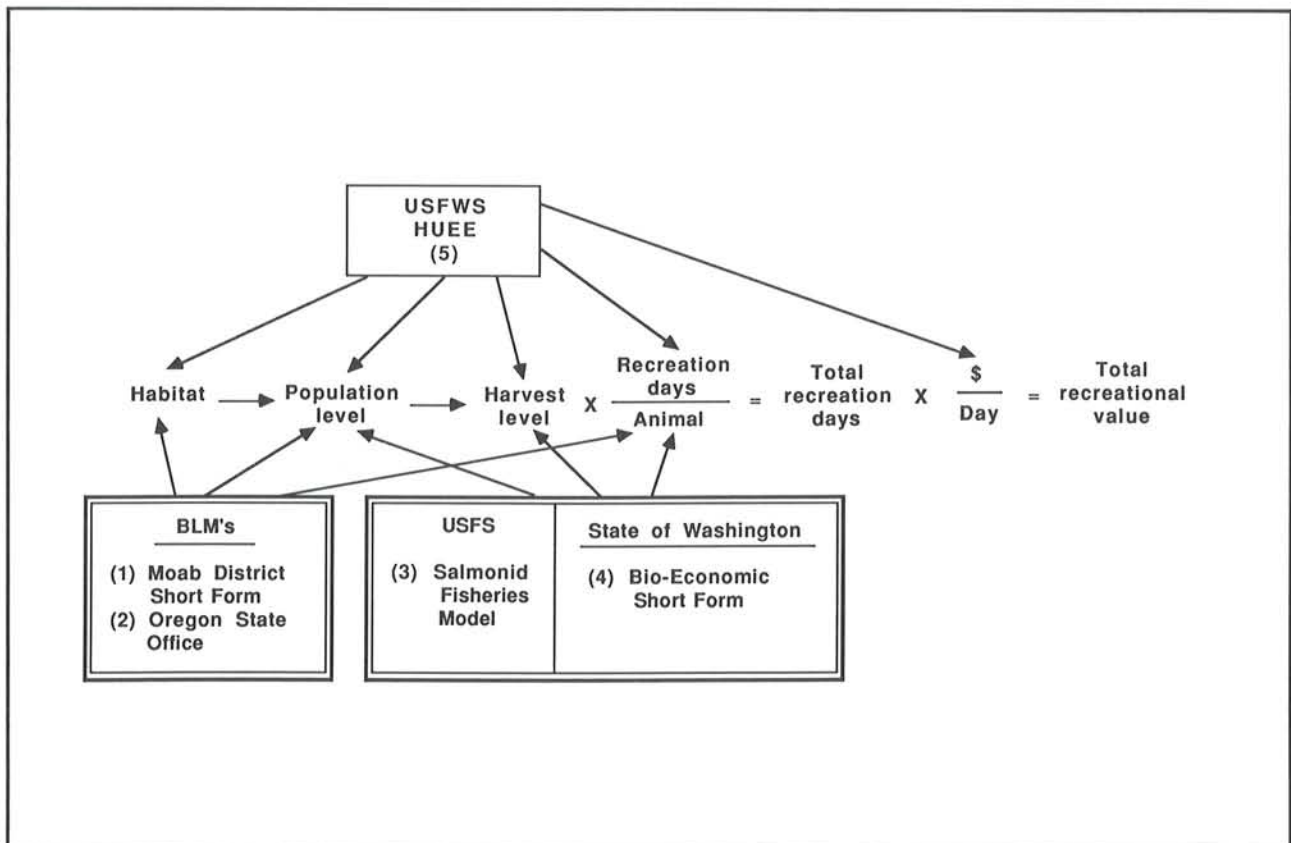 USFWS
HUEE
(5)
Habitat
Population
level
Harvest
level
X
Recreation
days
Animal
=
Total
recreation
days
X
$
Day
=
Total
recreational
value
BLM's
(1) Moab District
Short Form
(2) Oregon State
Office
USFS
(3) Salmonid
Fisheries
Model
State of Washington
(4) Bio-Economic
Short Form